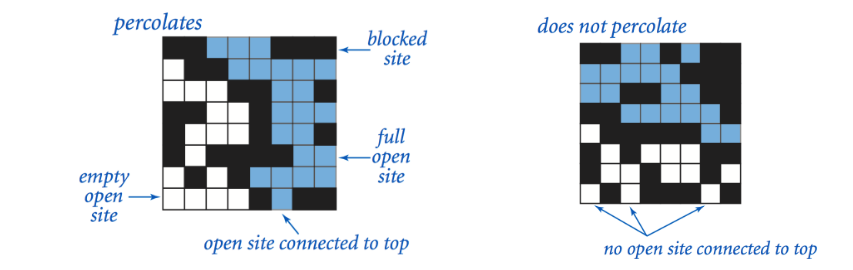 percolates
blocked
site
full
open
site
empty
open
site
open site connected to top
does not percolate
no open site connected to top